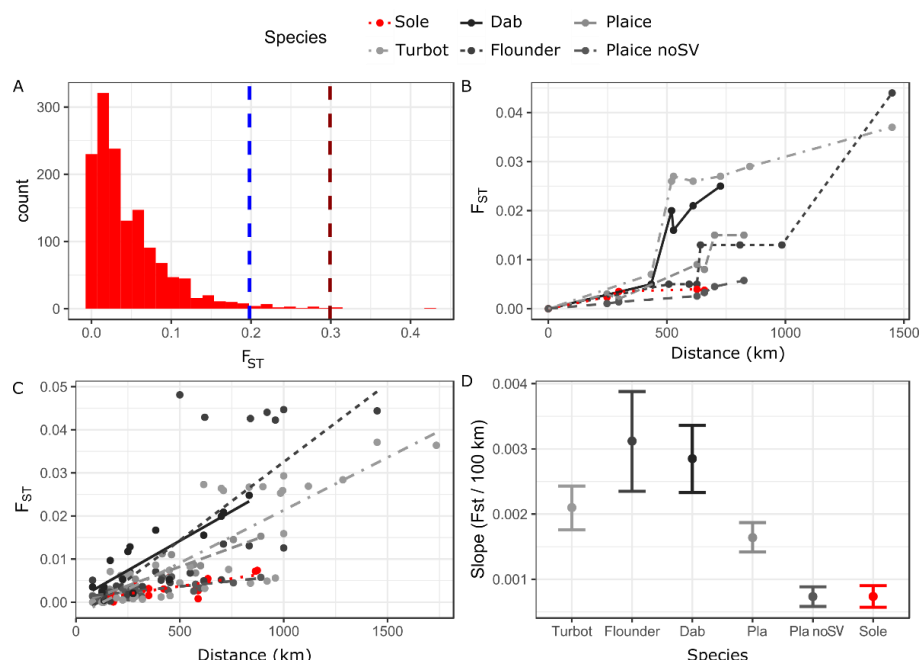 Species
Sole
Dab
Plaice
Turbot
Flounder
Plaice noSV
A
count
300
200
100
0
0.0
0.1
0.2
0.3
0.4
FST
B
FST
0.04
0.03
0.02
0.01
0.00
0
500
1000
1500
Distance (km)
C
FST
0.05
0.04
0.03
0.02
0.01
0.00
0
500
1000
1500
Distance (km)
D
Slope (Fst / 100 km)
0.004
0.003
0.002
0.001
Turbot
Flounder
Dab
Pla
Pla noSV
Sole
Species